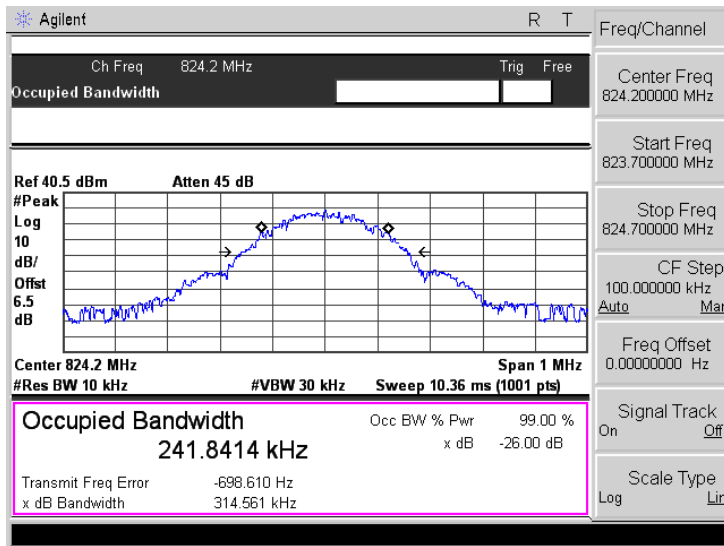 Agilent R T
Ch Freq 824.2 MHz Trig Free
Occupied Bandwidth
Ref 40.5 dBm Atten 45 dB
#Peak
Log
10
dB/
Offst
6.5
dB
Center 824.2 MHz Span 1 MHz
#Res BW 10 kHz #VBW 30 kHz Sweep 10.36 ms (1001 pts)
Occupied Bandwidth Occ BW % Pwr 99.00 %
241.8414 kHz x dB -26.00 dB
Transmit Freq Error -698.610 Hz
x dB Bandwidth 314.561 kHz
Freq/Channel
Center Freq
824.200000 MHz
Start Freq
823.700000 MHz
Stop Freq
824.700000 MHz
CF Step
100.000000 kHz
Auto Man
Freq Offset
0.00000000 Hz
Signal Track
On Off
Scale Type
Log Lin